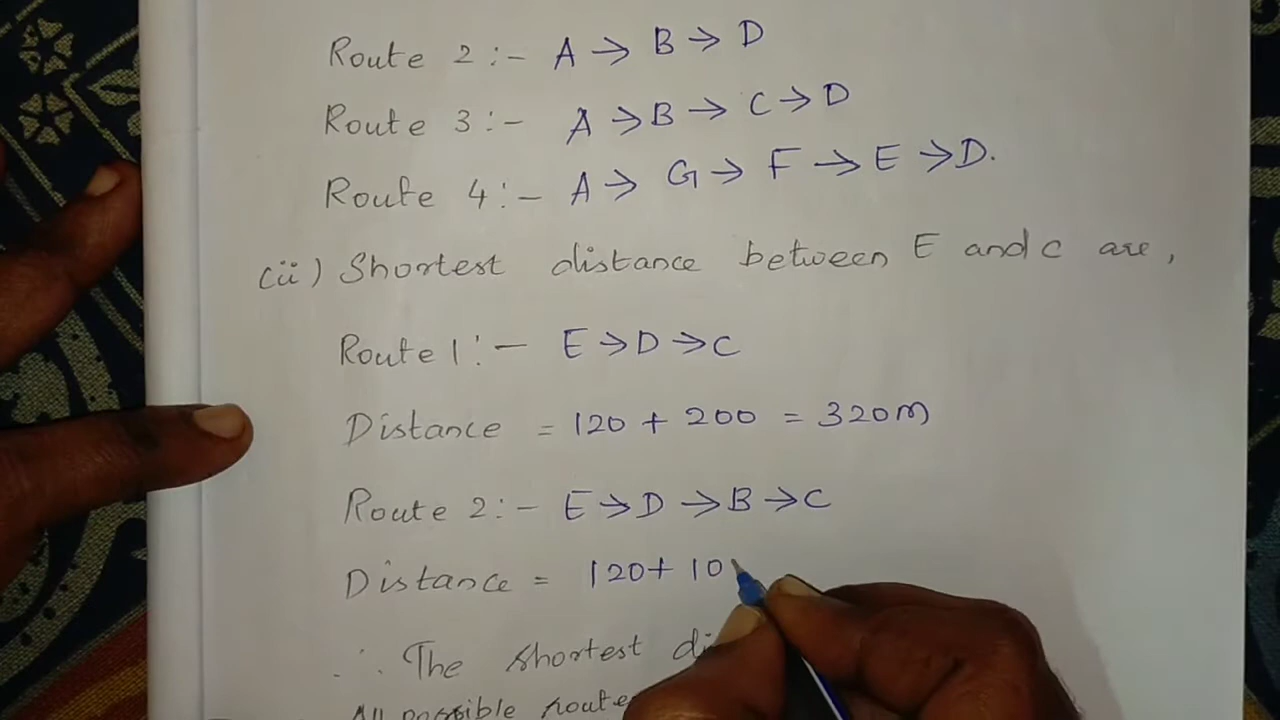 Route 2 :- A → B → D
Route 3 :- A → B → C → D
Route 4 :- A → G → F → E → D.
(ii) Shortest distance between E and C are,
Route 1 :- E → D → C
Distance = 120 + 200 = 320m
Route 2 :- E → D → B → C
Distance = 120 + 10
∴ The shortest
All possible route